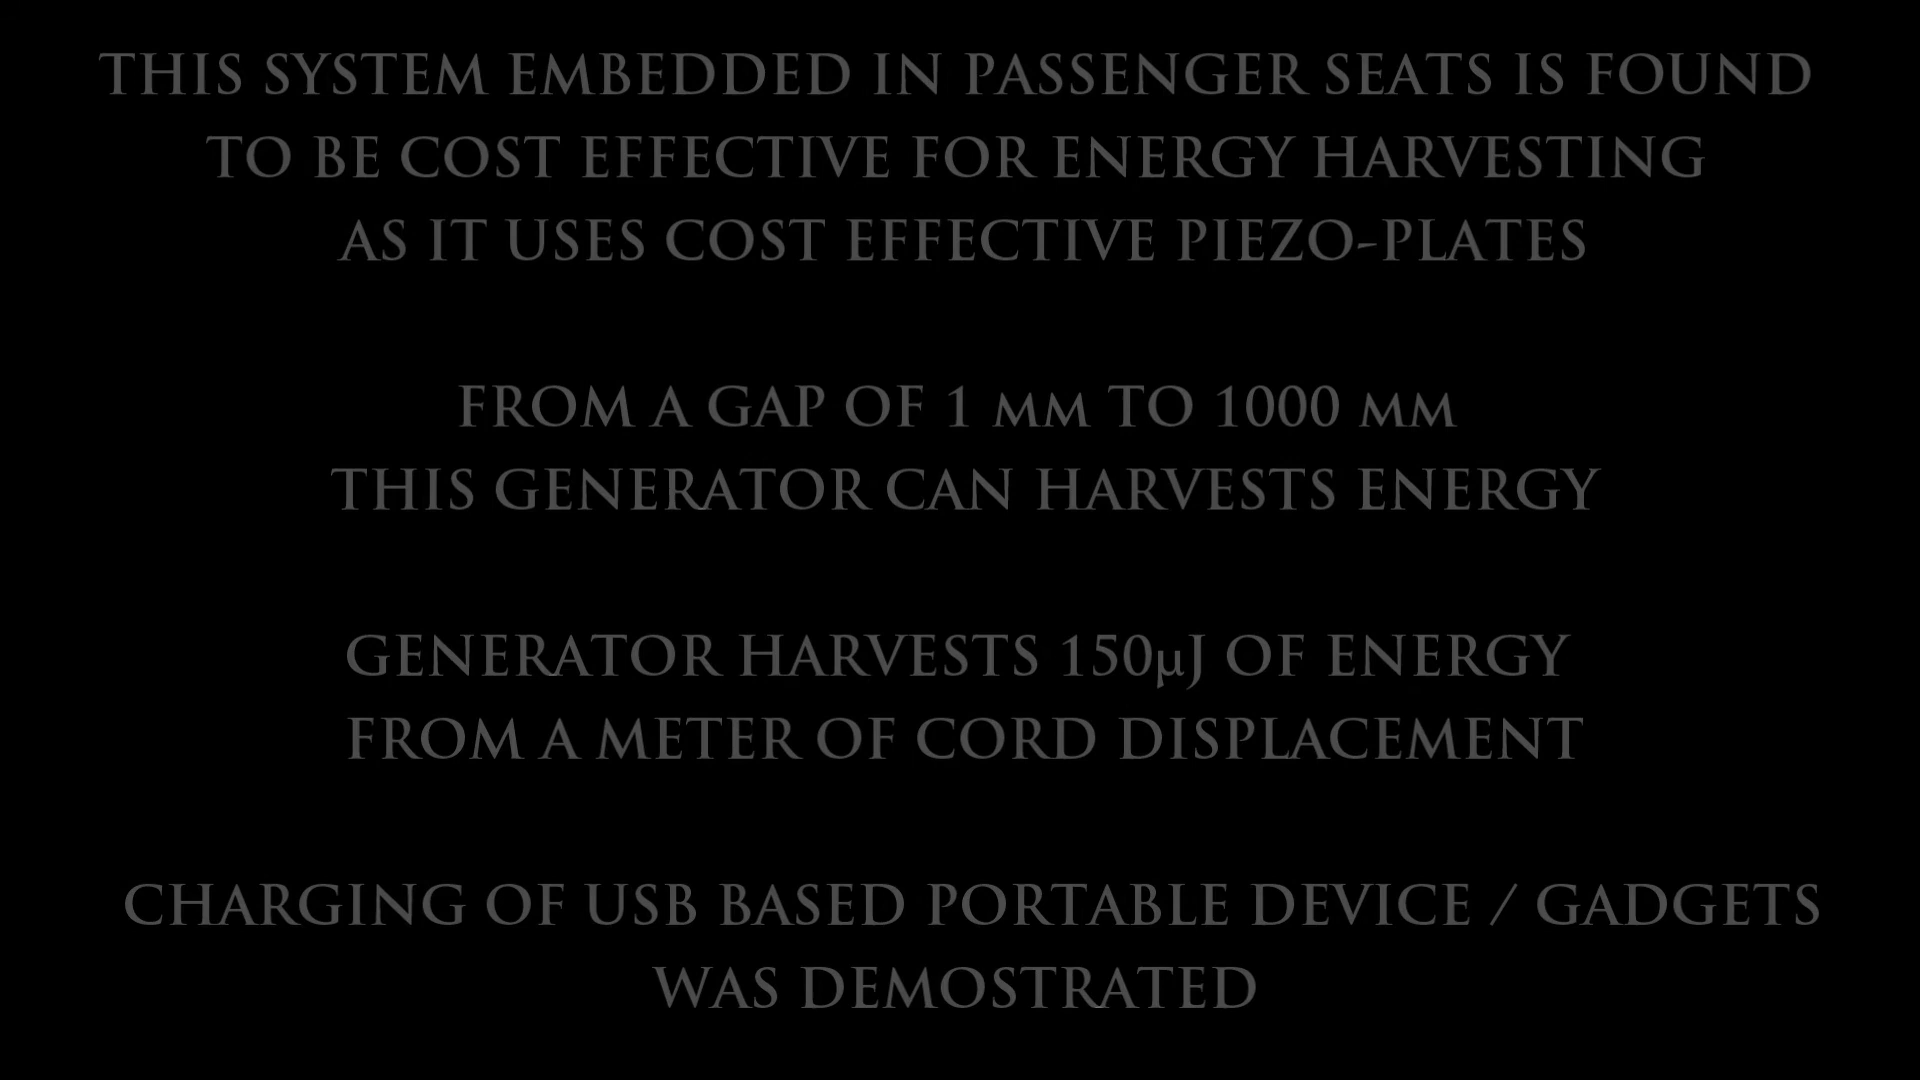 THIS SYSTEM EMBEDDED IN PASSENGER SEATS IS FOUND
TO BE COST EFFECTIVE FOR ENERGY HARVESTING
AS IT USES COST EFFECTIVE PIEZO-PLATES
FROM A GAP OF 1 MM TO 1000 MM
THIS GENERATOR CAN HARVESTS ENERGY
GENERATOR HARVESTS 150µJ OF ENERGY
FROM A METER OF CORD DISPLACEMENT
CHARGING OF USB BASED PORTABLE DEVICE / GADGETS
WAS DEMOSTRATED